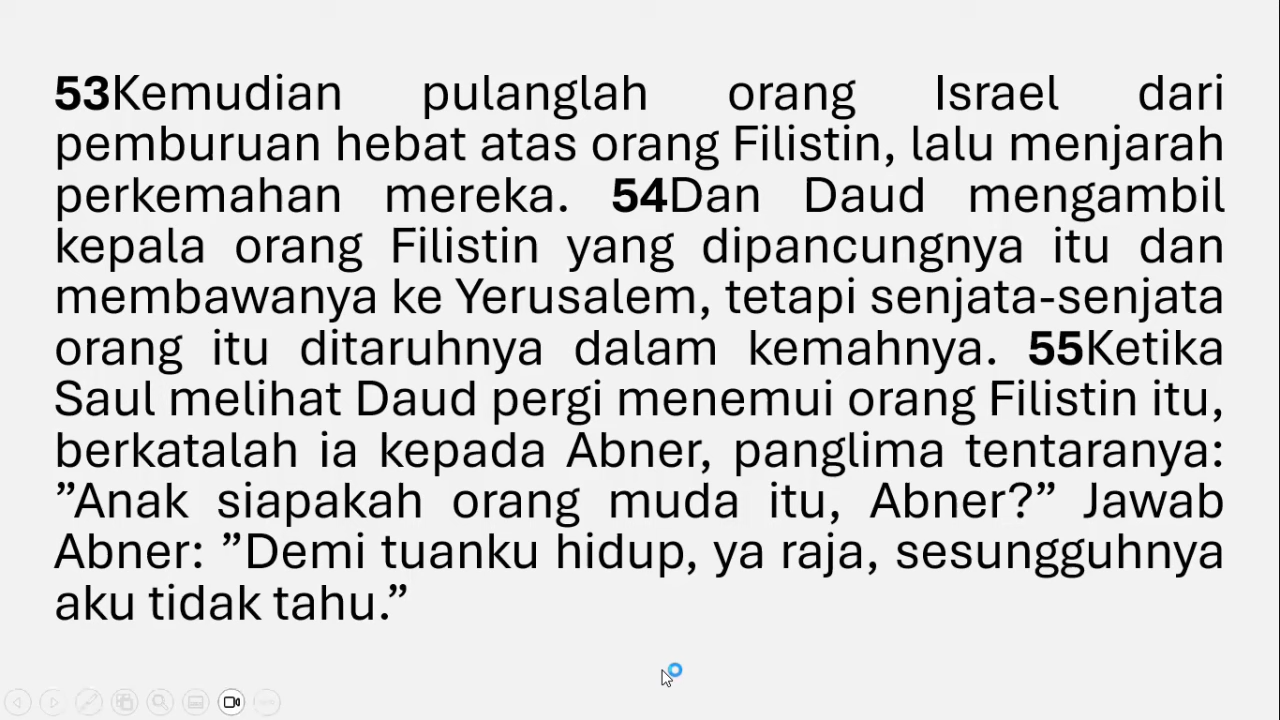 53Kemudian pulanglah orang Israel dari
pemburuan hebat atas orang Filistin, lalu menjarah
perkemahan mereka. 54Dan Daud mengambil
kepala orang Filistin yang dipancungnya itu dan
membawanya ke Yerusalem, tetapi senjata-senjata
orang itu ditaruhnya dalam kemahnya. 55Ketika
Saul melihat Daud pergi menemui orang Filistin itu,
berkatalah ia kepada Abner, panglima tentaranya:
”Anak siapakah orang muda itu, Abner?” Jawab
Abner: ”Demi tuanku hidup, ya raja, sesungguhnya
aku tidak tahu.”